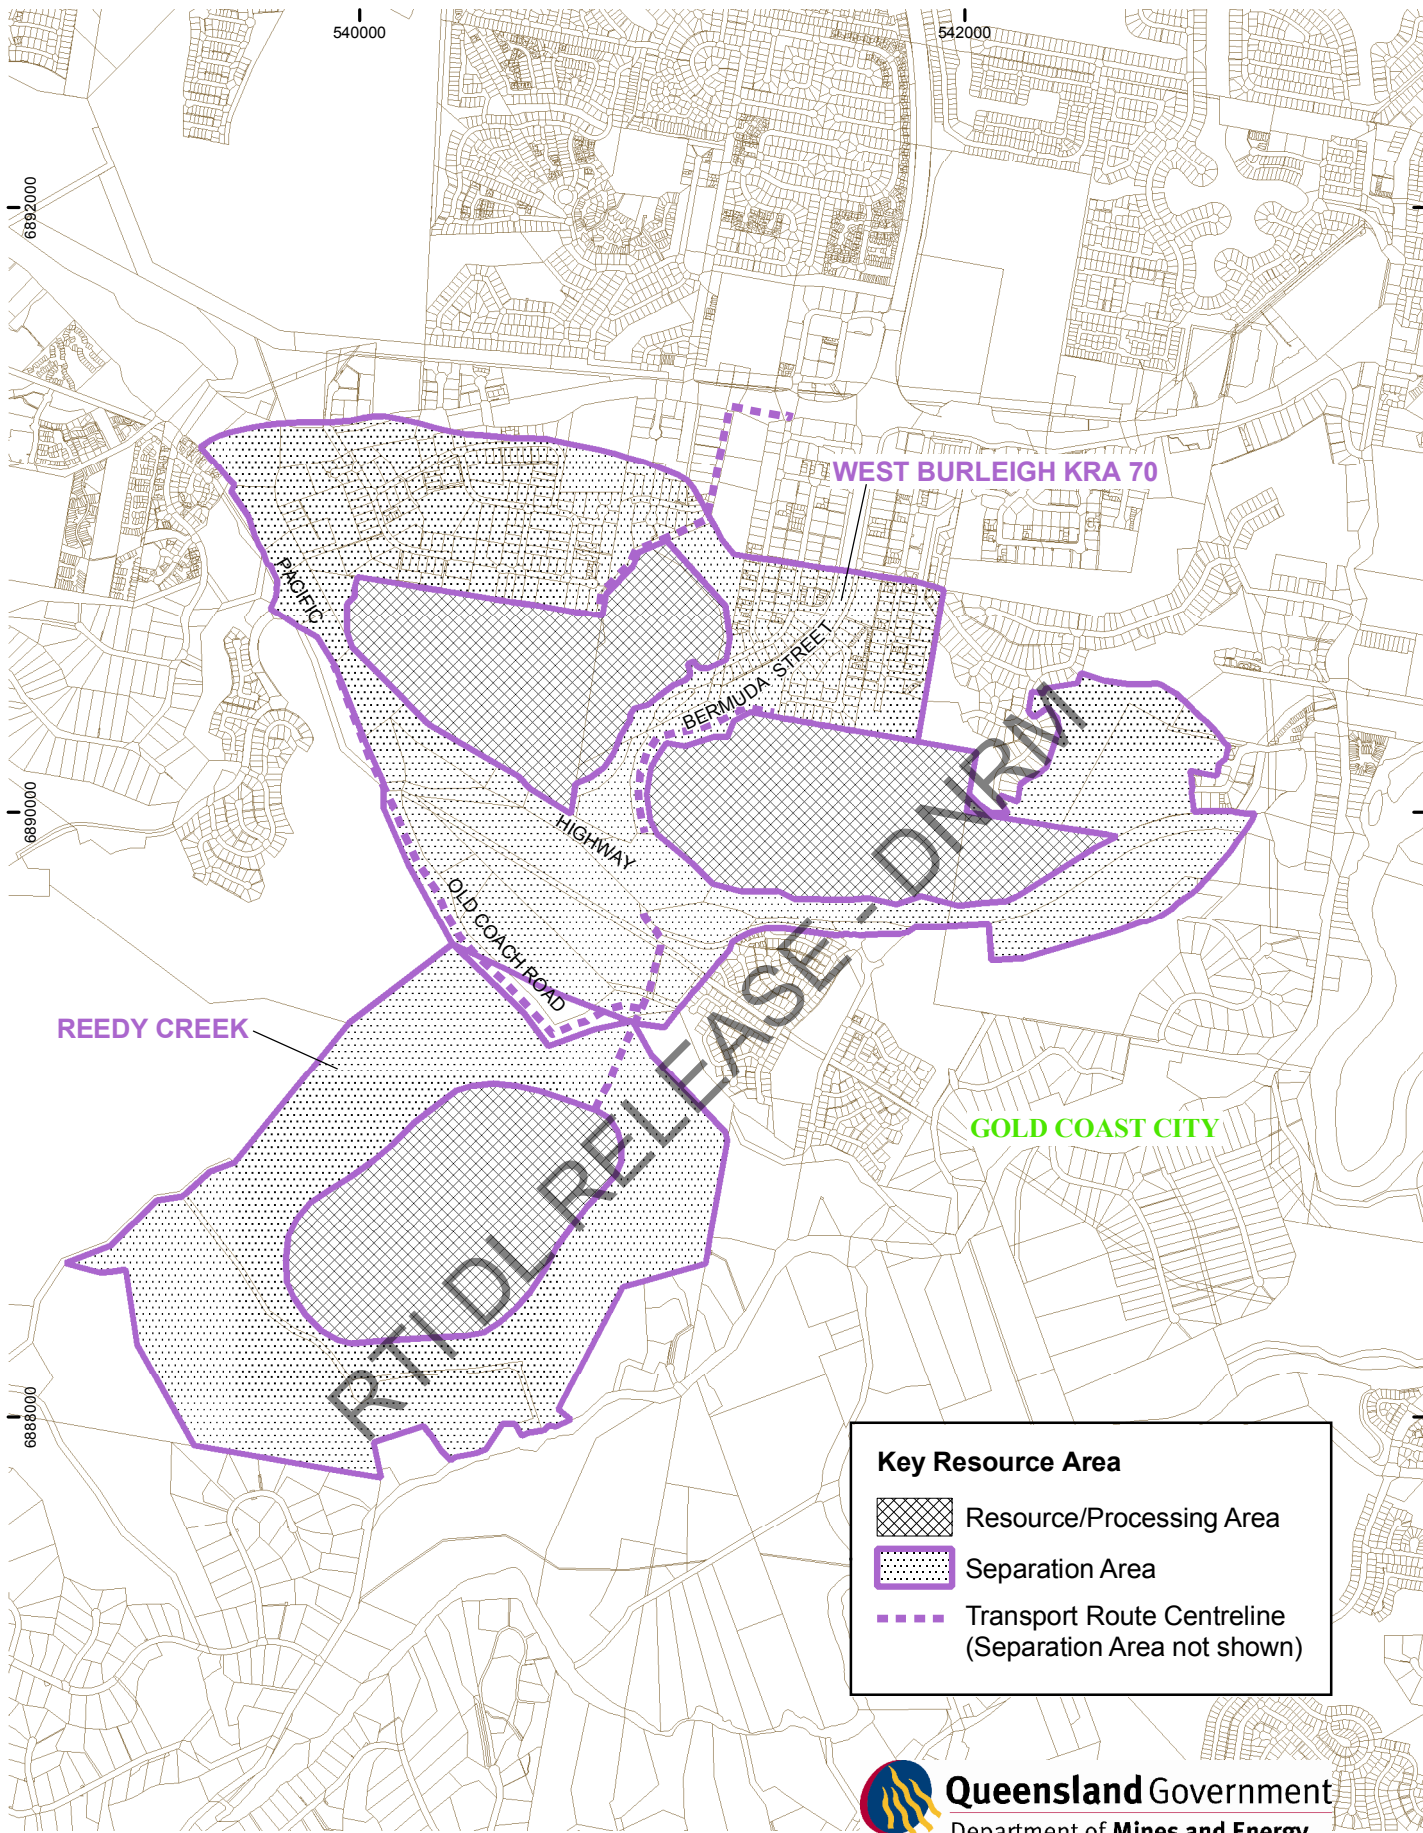 540000
542000
6892000
WEST BURLEIGH KRA 70
PACIFIC
BERMUDA STREET
6890000
HIGHWAY
OLD COACH ROAD
REEDY CREEK
GOLD COAST CITY
RTI DL RELEASE - DNRM
6888000
Key Resource Area
Resource/Processing Area
Separation Area
Transport Route Centreline
(Separation Area not shown)
Queensland Government
Department of Mines and Energy